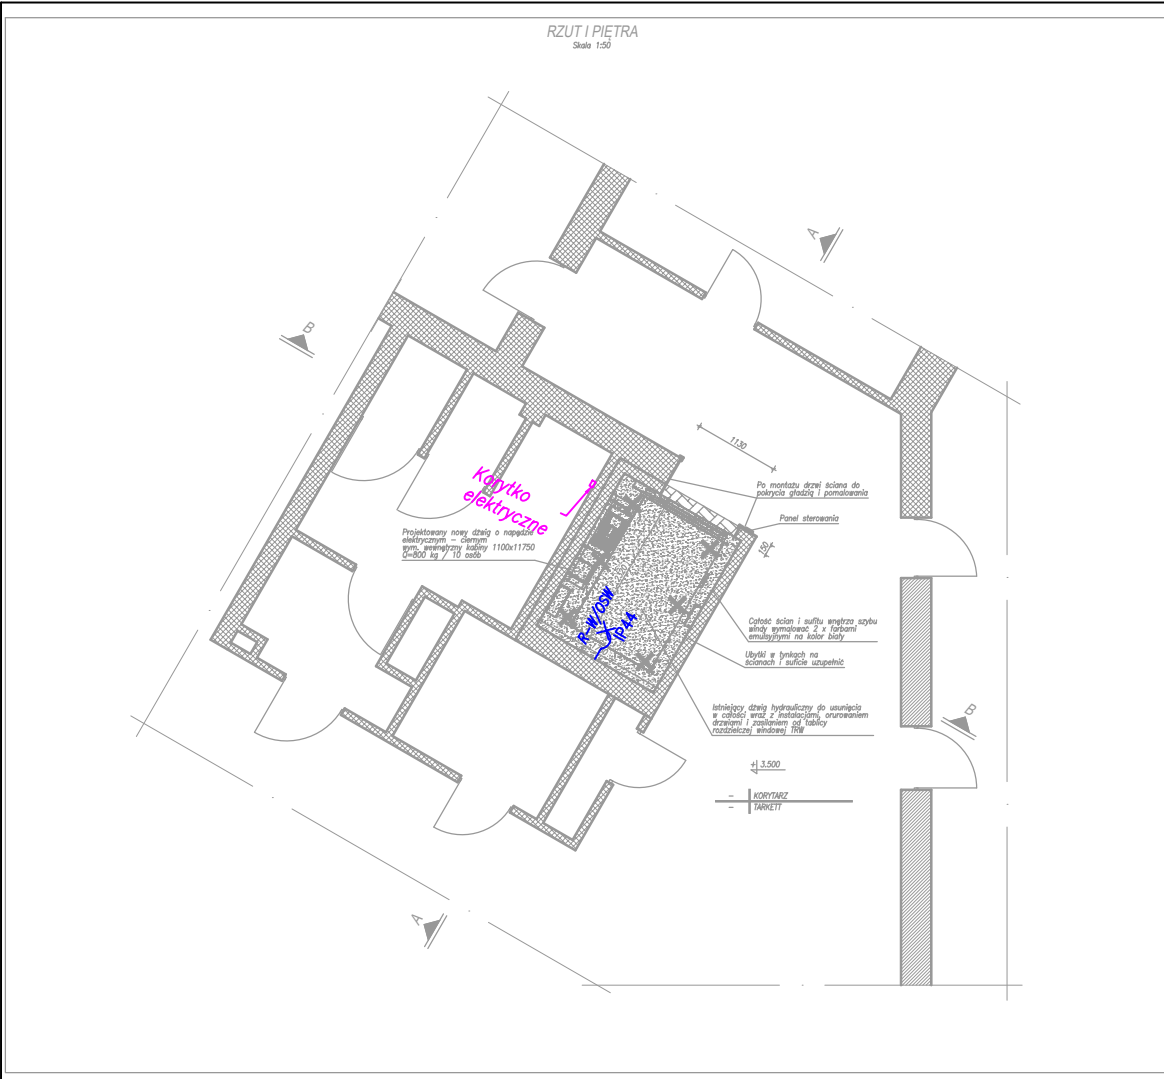 RZUT I PIĘTRA
Skala 1:50
A
B
1130
Korytko
elektryczne
Po montażu drzwi ściana do
pokrycia gładzią i pomalowania
Panel sterowania
150
Projektowany nowy dźwig o napędzie
elektrycznym – ciernym
wym. wewnętrzny kabiny 1100x11750
Q=800 kg / 10 osób
R-W/OSW
IP44
Całość ścian i sufitu wnętrza szybu
windy wymalować 2 x farbami
emulsyjnymi na kolor biały
Ubytki w tynkach na
ścianach i suficie uzupełnić
Istniejący dźwig hydrauliczny do usunięcia
w całości wraz z instalacjami, orurowaniem
drzwiami i zasilaniem od tablicy
rozdzielczej windowej TRW
B
+3.500
– KORYTARZ
– TARKETT
A